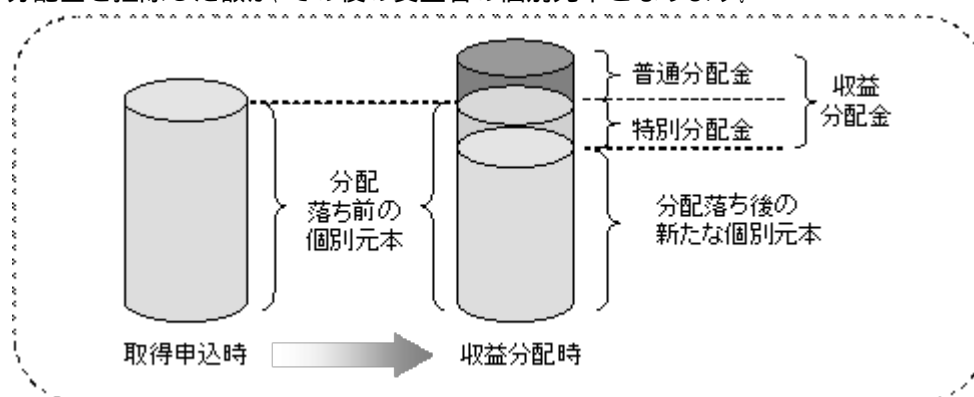 普通分配金
特別分配金
収益
分配金
分配
落ち前の
個別元本
分配落ち後の
新たな個別元本
取得申込時
収益分配時